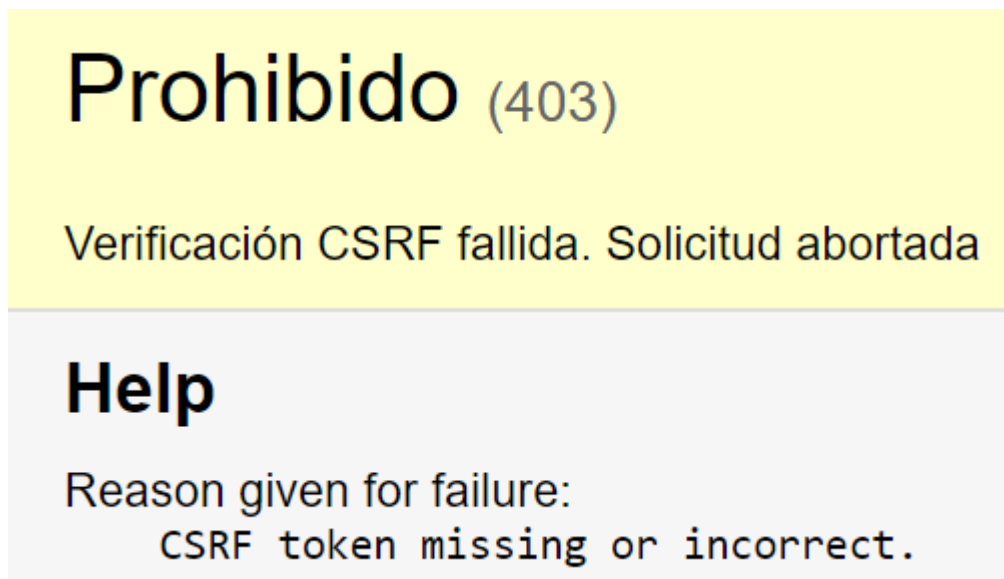 Prohibido (403)
Verificación CSRF fallida. Solicitud abortada
Help
Reason given for failure:
CSRF token missing or incorrect.